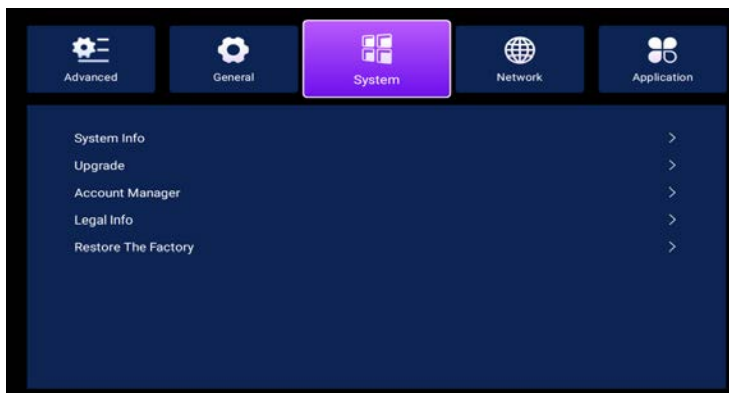 Advanced
General
System
Network
Application
System Info
Upgrade
Account Manager
Legal Info
Restore The Factory